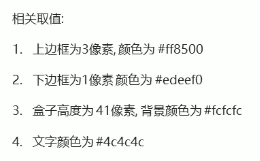 相关取值:
1. 上边框为3像素, 颜色为 #ff8500
2. 下边框为1像素 颜色为 #edeef0
3. 盒子高度为 41像素, 背景颜色为 #fcfcfc
4. 文字颜色为 #4c4c4c